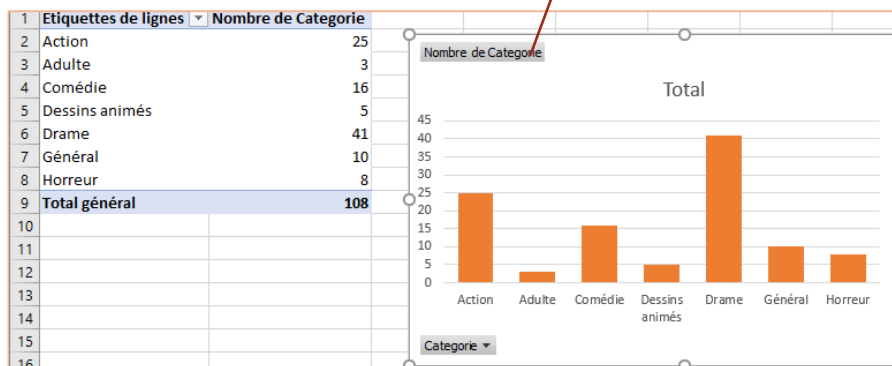 1 Etiquettes de lignes Nombre de Categorie
2 Action 25
3 Adulte 3
4 Comédie 16
5 Dessins animés 5
6 Drame 41
7 Général 10
8 Horreur 8
9 Total général 108
10
11
12
13
14
15
16
Nombre de Categorie
Total
45
40
35
30
25
20
15
10
5
0
Action Adulte Comédie Dessins animés Drame Général Horreur
Categorie